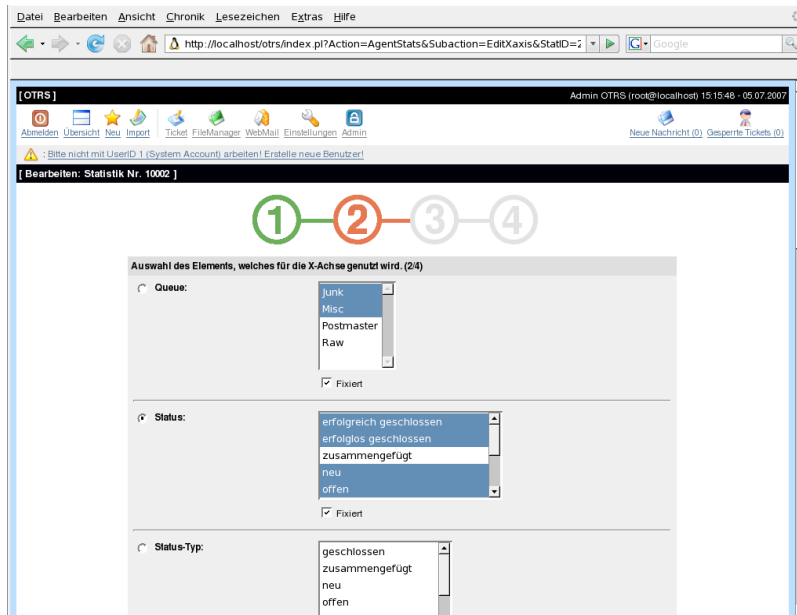 Datei Bearbeiten Ansicht Chronik Lesezeichen Extras Hilfe
http://localhost/otrs/index.pl?Action=AgentStats&Subaction=EditXaxis&StatID=2
Google
[ OTRS ]
Admin OTRS (root@localhost) 15:15:48 - 05.07.2007
Abmelden Übersicht Neu Import Ticket FileManager WebMail Einstellungen Admin
Neue Nachricht (0) Gesperrte Tickets (0)
: Bitte nicht mit UserID 1 (System Account) arbeiten! Erstelle neue Benutzer!
[ Bearbeiten: Statistik Nr. 10002 ]
1 2 3 4
Auswahl des Elements, welches für die X-Achse genutzt wird. (2/4)
Queue:
Junk
Misc
Postmaster
Raw
Fixiert
Status:
erfolgreich geschlossen
erfolglos geschlossen
zusammengefügt
neu
offen
Fixiert
Status-Typ:
geschlossen
zusammengefügt
neu
offen